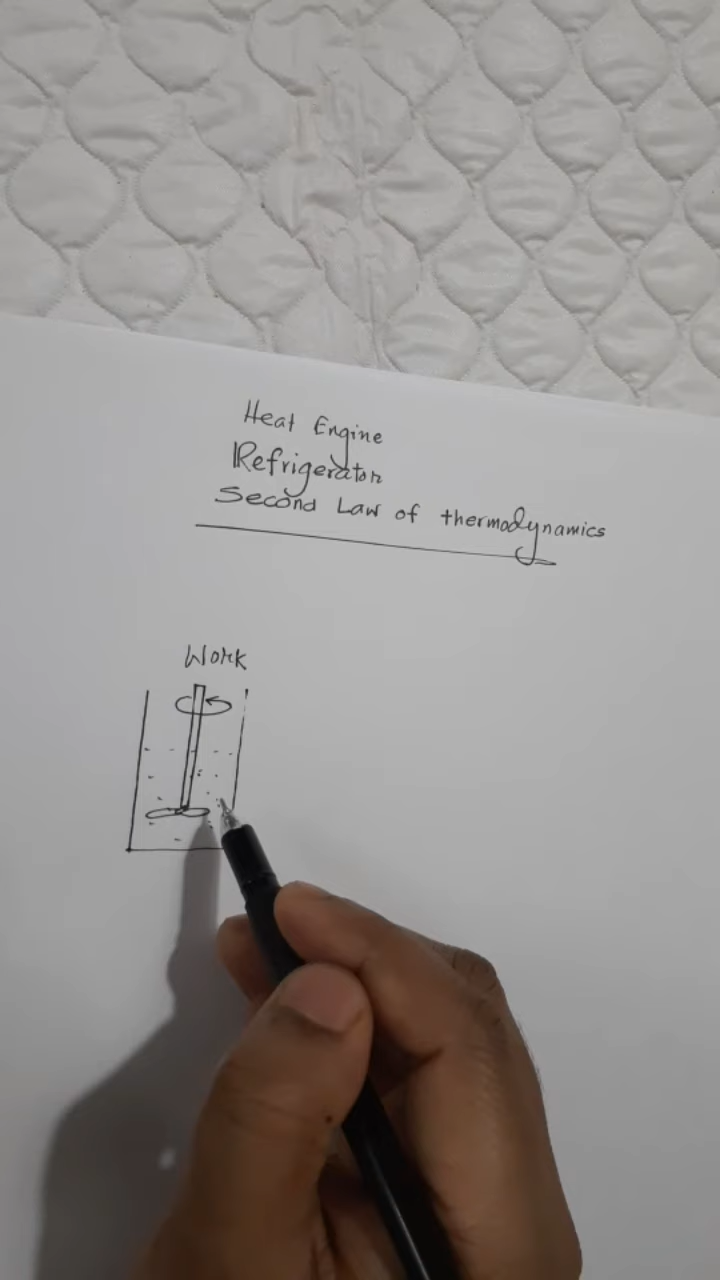 Heat Engine
Refrigerator
Second Law of thermodynamics
Work